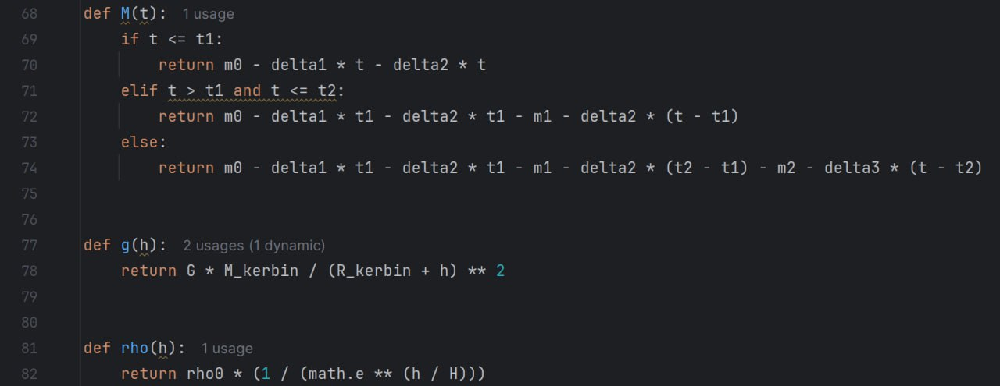 68 def M(t): 1 usage
69     if t <= t1:
70         return m0 - delta1 * t - delta2 * t
71     elif t > t1 and t <= t2:
72         return m0 - delta1 * t1 - delta2 * t1 - m1 - delta2 * (t - t1)
73     else:
74         return m0 - delta1 * t1 - delta2 * t1 - m1 - delta2 * (t2 - t1) - m2 - delta3 * (t - t2)
75
76
77 def g(h): 2 usages (1 dynamic)
78     return G * M_kerbin / (R_kerbin + h) ** 2
79
80
81 def rho(h): 1 usage
82     return rho0 * (1 / (math.e ** (h / H)))